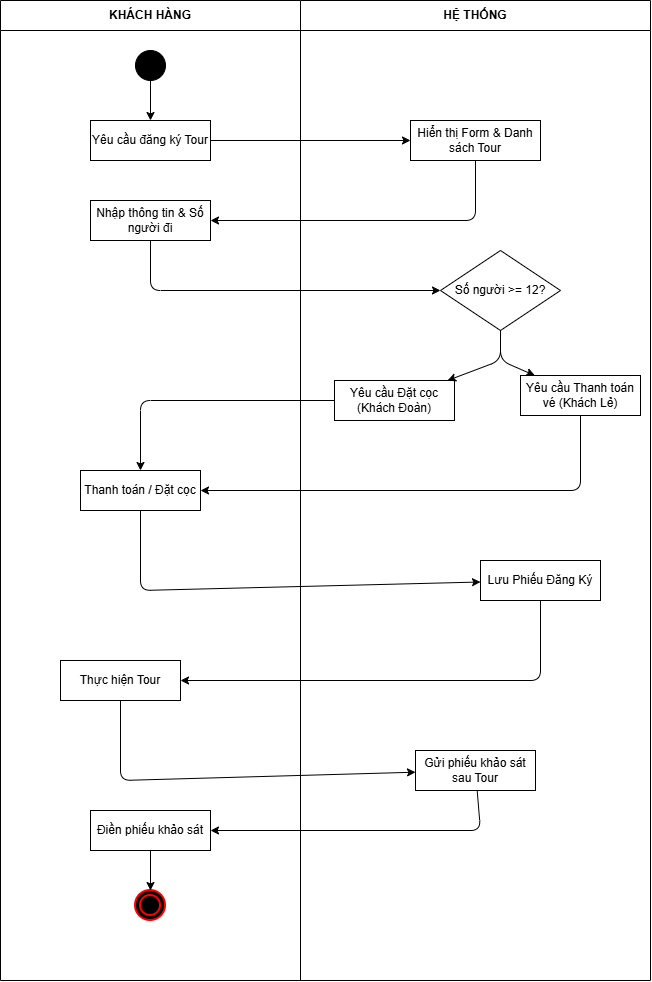 KHÁCH HÀNG
HỆ THỐNG
Yêu cầu đăng ký Tour
Hiển thị Form & Danh
sách Tour
Nhập thông tin & Số
người đi
Số người >= 12?
Yêu cầu Đặt cọc
(Khách Đoàn)
Yêu cầu Thanh toán
vé (Khách Lẻ)
Thanh toán / Đặt cọc
Lưu Phiếu Đăng Ký
Thực hiện Tour
Gửi phiếu khảo sát
sau Tour
Điền phiếu khảo sát